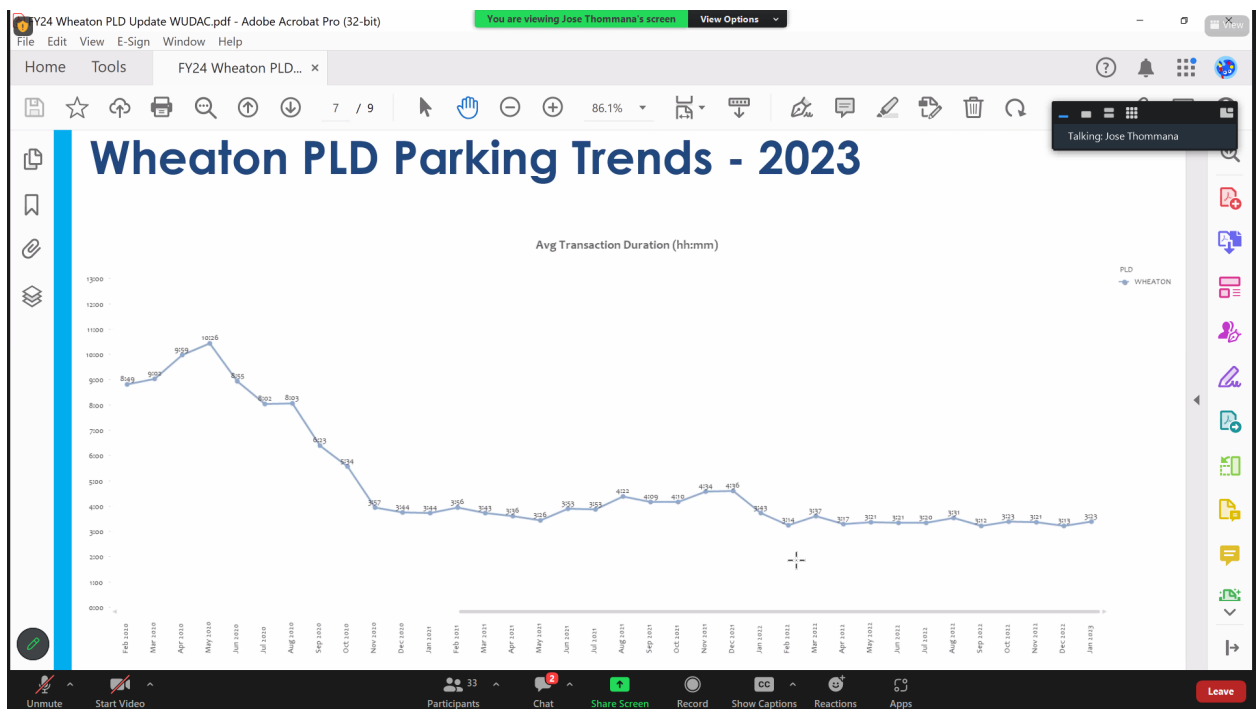 FY24 Wheaton PLD Update WUDAC.pdf - Adobe Acrobat Pro (32-bit)
You are viewing Jose Thommana's screen
View Options
View
File Edit View E-Sign Window Help
Home Tools FY24 Wheaton PLD... ×
7 / 9
86.1%
Talking: Jose Thommana
Wheaton PLD Parking Trends - 2023
Avg Transaction Duration (hh:mm)
PLD
WHEATON
13:00
12:00
11:00
10:00
9:00
8:00
7:00
6:00
5:00
4:00
3:00
2:00
1:00
0:00
8:49 9:02 9:59 10:26 8:55 8:02 8:03 6:23 5:34 3:57 3:44 3:44 3:56 3:43 3:36 3:26 3:53 3:53 4:22 4:09 4:10 4:34 4:36 3:43 3:14 3:37 3:17 3:21 3:21 3:20 3:31 3:12 3:23 3:21 3:13 3:23
Feb 2020
Mar 2020
Apr 2020
May 2020
Jun 2020
Jul 2020
Aug 2020
Sep 2020
Oct 2020
Nov 2020
Dec 2020
Jan 2021
Feb 2021
Mar 2021
Apr 2021
May 2021
Jun 2021
Jul 2021
Aug 2021
Sep 2021
Oct 2021
Nov 2021
Dec 2021
Jan 2022
Feb 2022
Mar 2022
Apr 2022
May 2022
Jun 2022
Jul 2022
Aug 2022
Sep 2022
Oct 2022
Nov 2022
Dec 2022
Jan 2023
33
2
CC
Unmute Start Video Participants Chat Share Screen Record Show Captions Reactions Apps
Leave